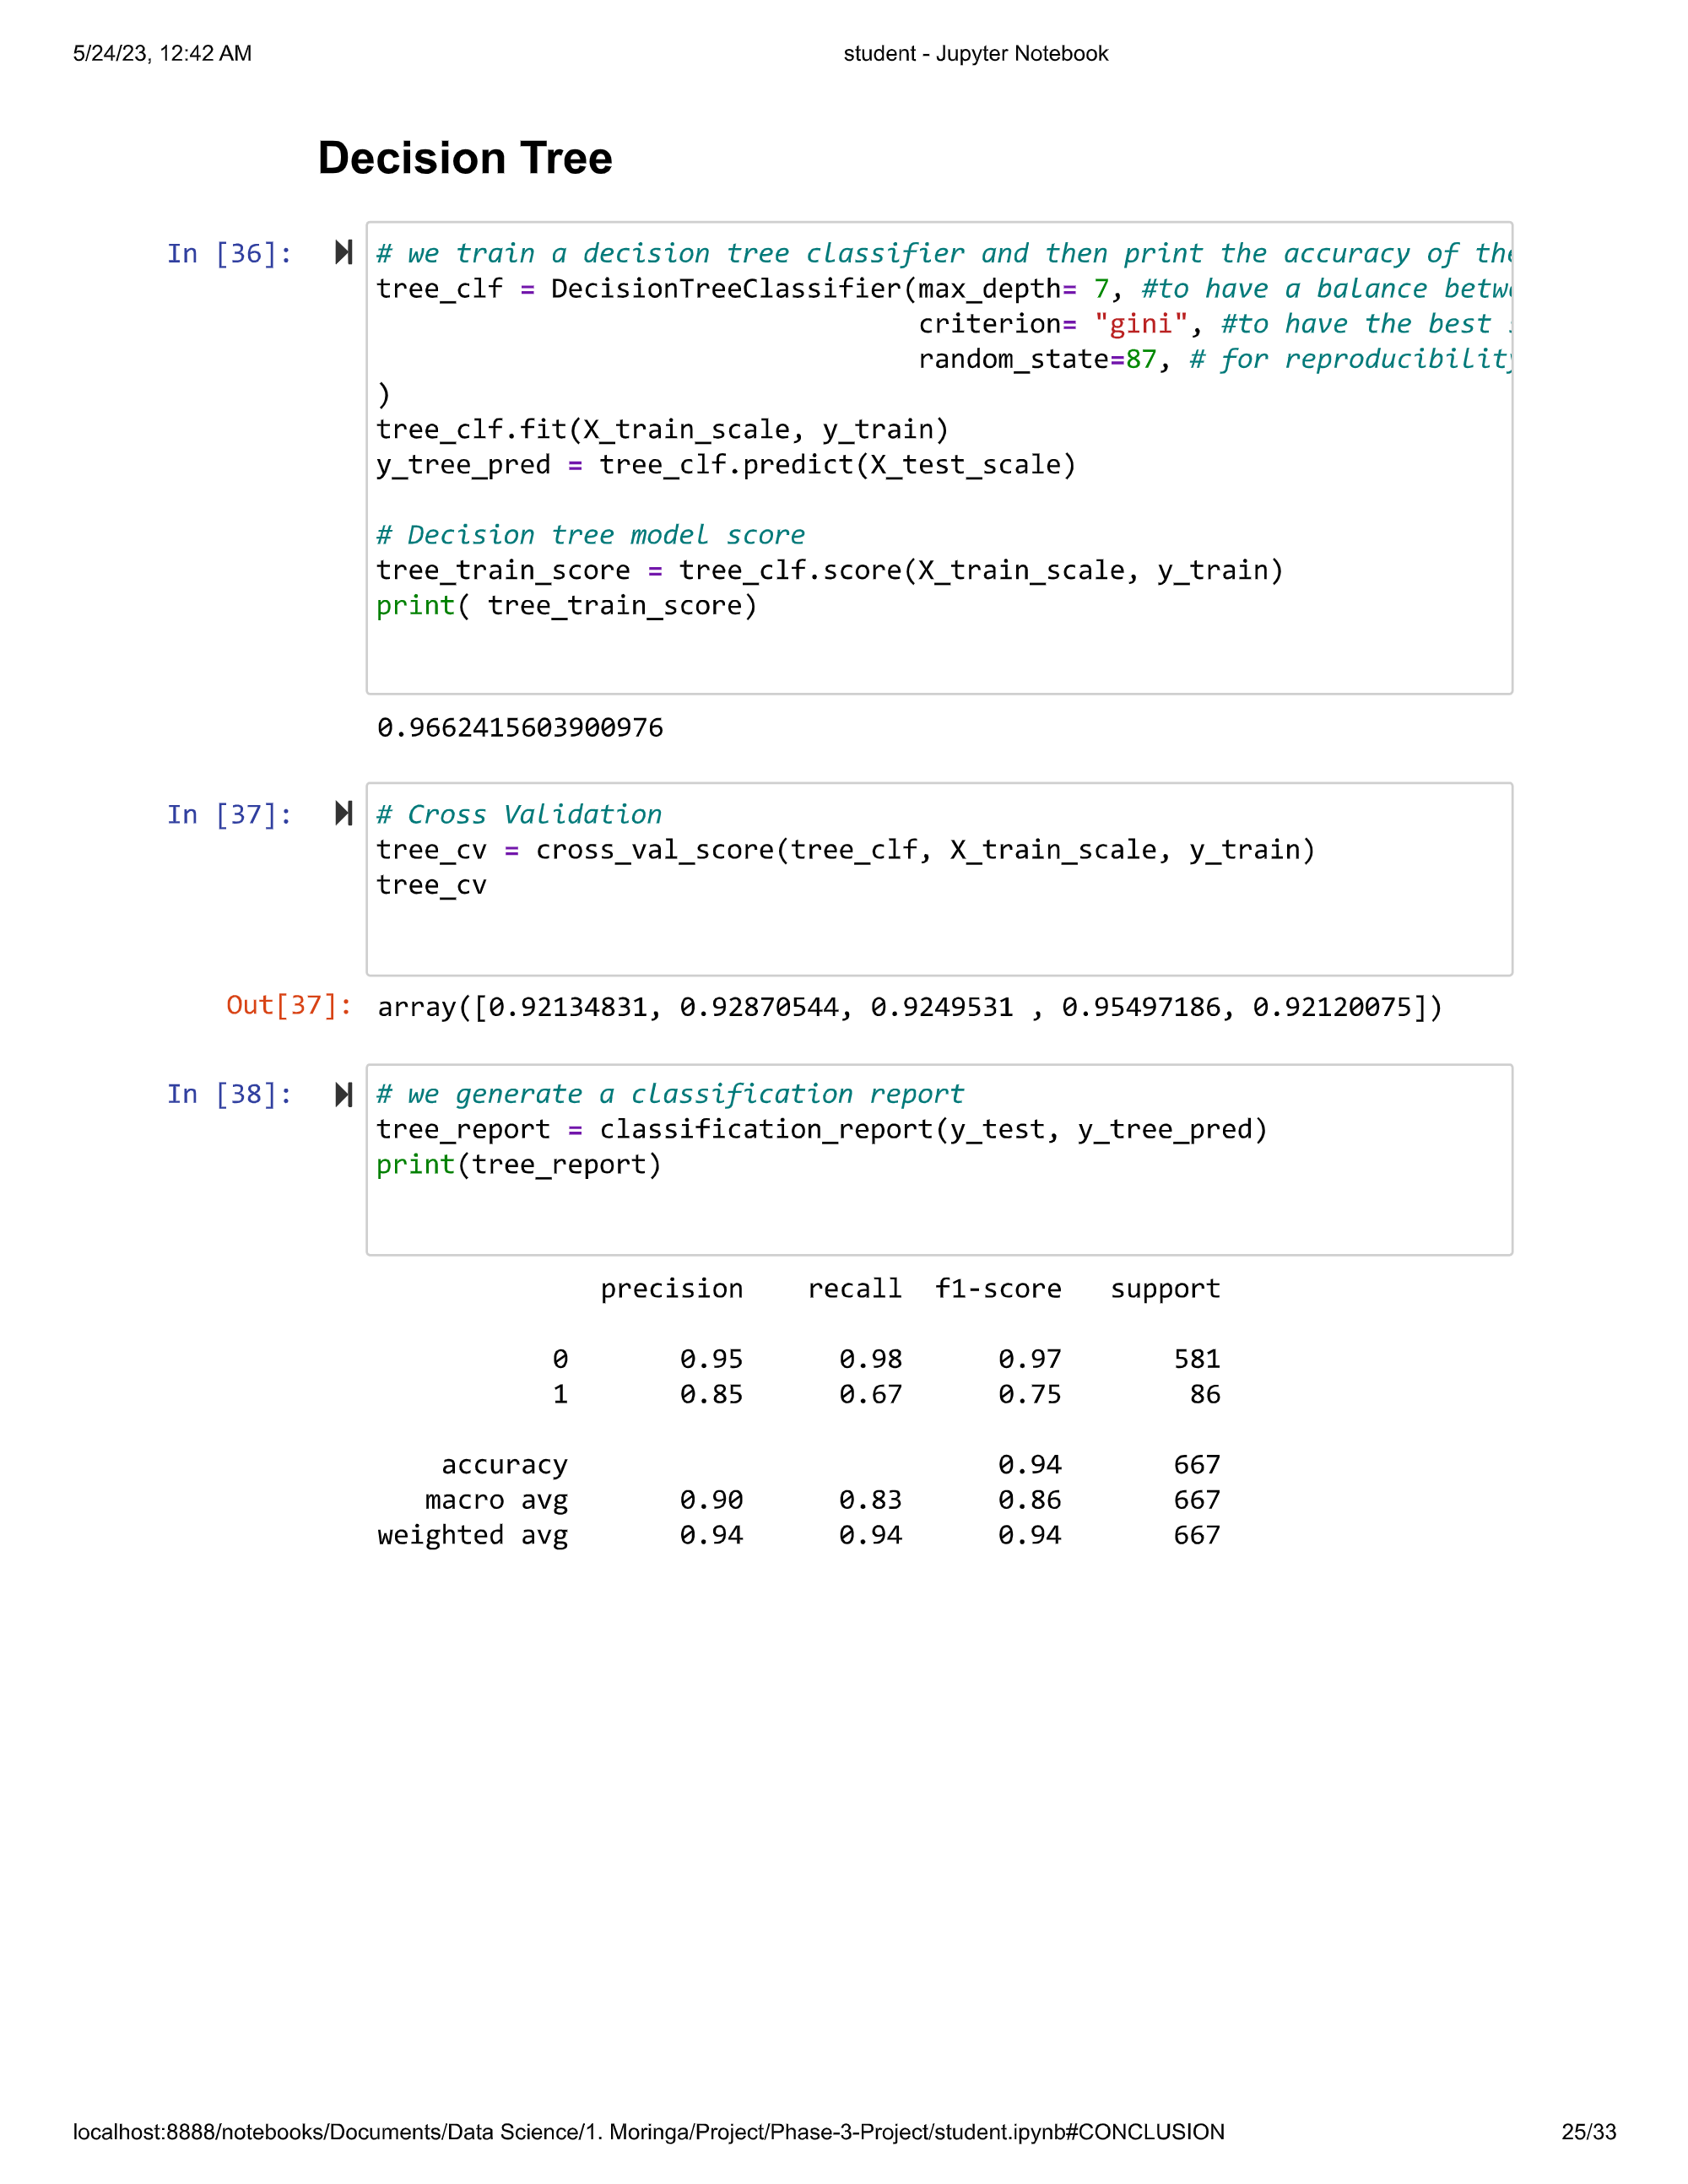 5/24/23, 12:42 AM student - Jupyter Notebook
Decision Tree
In [36]: # we train a decision tree classifier and then print the accuracy of the
tree_clf = DecisionTreeClassifier(max_depth= 7, #to have a balance
criterion= "gini", #to have the best
random_state=87, # for reproducibility
)
tree_clf.fit(X_train_scale, y_train)
y_tree_pred = tree_clf.predict(X_test_scale)
# Decision tree model score
tree_train_score = tree_clf.score(X_train_scale, y_train)
print( tree_train_score)
0.9662415603900976
In [37]: # Cross Validation
tree_cv = cross_val_score(tree_clf, X_train_scale, y_train)
tree_cv
Out[37]: array([0.92134831, 0.92870544, 0.9249531 , 0.95497186, 0.92120075])
In [38]: # we generate a classification report
tree_report = classification_report(y_test, y_tree_pred)
print(tree_report)
precision recall f1-score support
0 0.95 0.98 0.97 581
1 0.85 0.67 0.75 86
accuracy 0.94 667
macro avg 0.90 0.83 0.86 667
weighted avg 0.94 0.94 0.94 667
localhost:8888/notebooks/Documents/Data Science/1. Moringa/Project/Phase-3-Project/student.ipynb#CONCLUSION 25/33